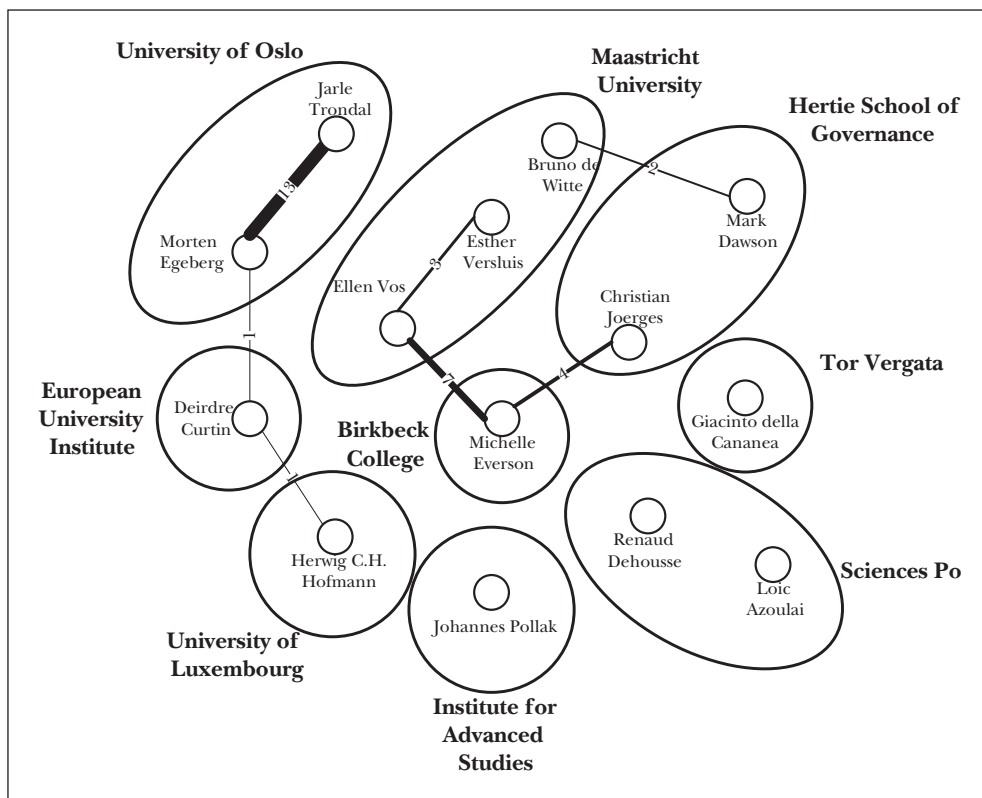 University of Oslo
Jarle
Trondal
13
Morten
Egeberg
1
Maastricht
University
Bruno de
Witte
2
Esther
Versluis
3
Ellen Vos
Hertie School of
Governance
Mark
Dawson
Christian
Joerges
7
4
European
University
Institute
Deirdre
Curtin
1
Birkbeck
College
Michelle
Everson
Tor Vergata
Giacinto della
Cananea
Herwig C.H.
Hofmann
University of
Luxembourg
Johannes Pollak
Institute for
Advanced
Studies
Renaud
Dehousse
Loic
Azoulai
Sciences Po